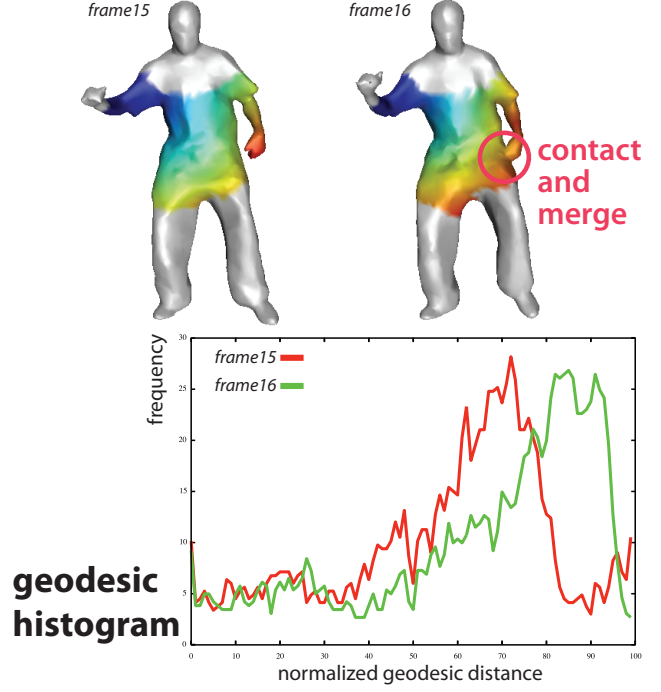 frame15
frame16
contact
and
merge
frequency
30
25
20
15
10
5
0
frame15
frame16
0 10 20 30 40 50 60 70 80 90 100
normalized geodesic distance
geodesic
histogram